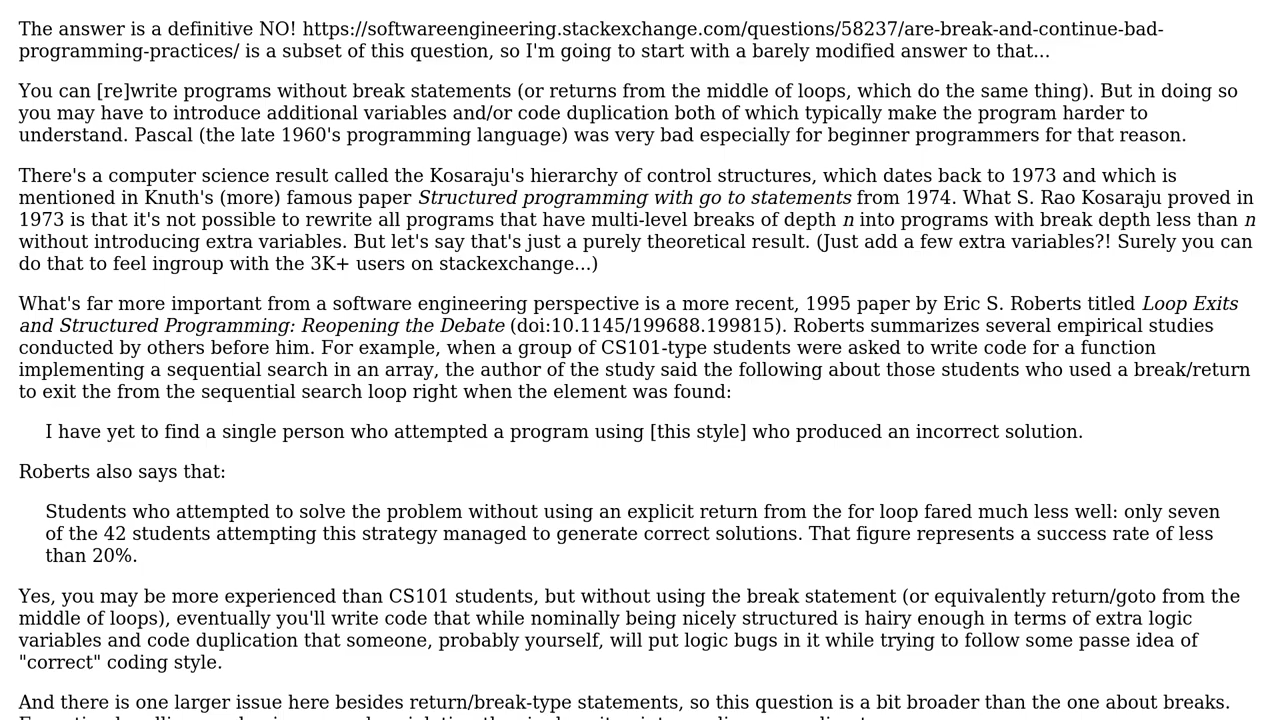 The answer is a definitive NO! https://softwareengineering.stackexchange.com/questions/58237/are-break-and-continue-bad-
programming-practices/ is a subset of this question, so I'm going to start with a barely modified answer to that...
You can [re]write programs without break statements (or returns from the middle of loops, which do the same thing). But in doing so
you may have to introduce additional variables and/or code duplication both of which typically make the program harder to
understand. Pascal (the late 1960's programming language) was very bad especially for beginner programmers for that reason.
There's a computer science result called the Kosaraju's hierarchy of control structures, which dates back to 1973 and which is
mentioned in Knuth's (more) famous paper Structured programming with go to statements from 1974. What S. Rao Kosaraju proved in
1973 is that it's not possible to rewrite all programs that have multi-level breaks of depth n into programs with break depth less than n
without introducing extra variables. But let's say that's just a purely theoretical result. (Just add a few extra variables?! Surely you can
do that to feel ingroup with the 3K+ users on stackexchange...)
What's far more important from a software engineering perspective is a more recent, 1995 paper by Eric S. Roberts titled Loop Exits
and Structured Programming: Reopening the Debate (doi:10.1145/199688.199815). Roberts summarizes several empirical studies
conducted by others before him. For example, when a group of CS101-type students were asked to write code for a function
implementing a sequential search in an array, the author of the study said the following about those students who used a break/return
to exit the from the sequential search loop right when the element was found:
I have yet to find a single person who attempted a program using [this style] who produced an incorrect solution.
Roberts also says that:
Students who attempted to solve the problem without using an explicit return from the for loop fared much less well: only seven
of the 42 students attempting this strategy managed to generate correct solutions. That figure represents a success rate of less
than 20%.
Yes, you may be more experienced than CS101 students, but without using the break statement (or equivalently return/goto from the
middle of loops), eventually you'll write code that while nominally being nicely structured is hairy enough in terms of extra logic
variables and code duplication that someone, probably yourself, will put logic bugs in it while trying to follow some passe idea of
"correct" coding style.
And there is one larger issue here besides return/break-type statements, so this question is a bit broader than the one about breaks.